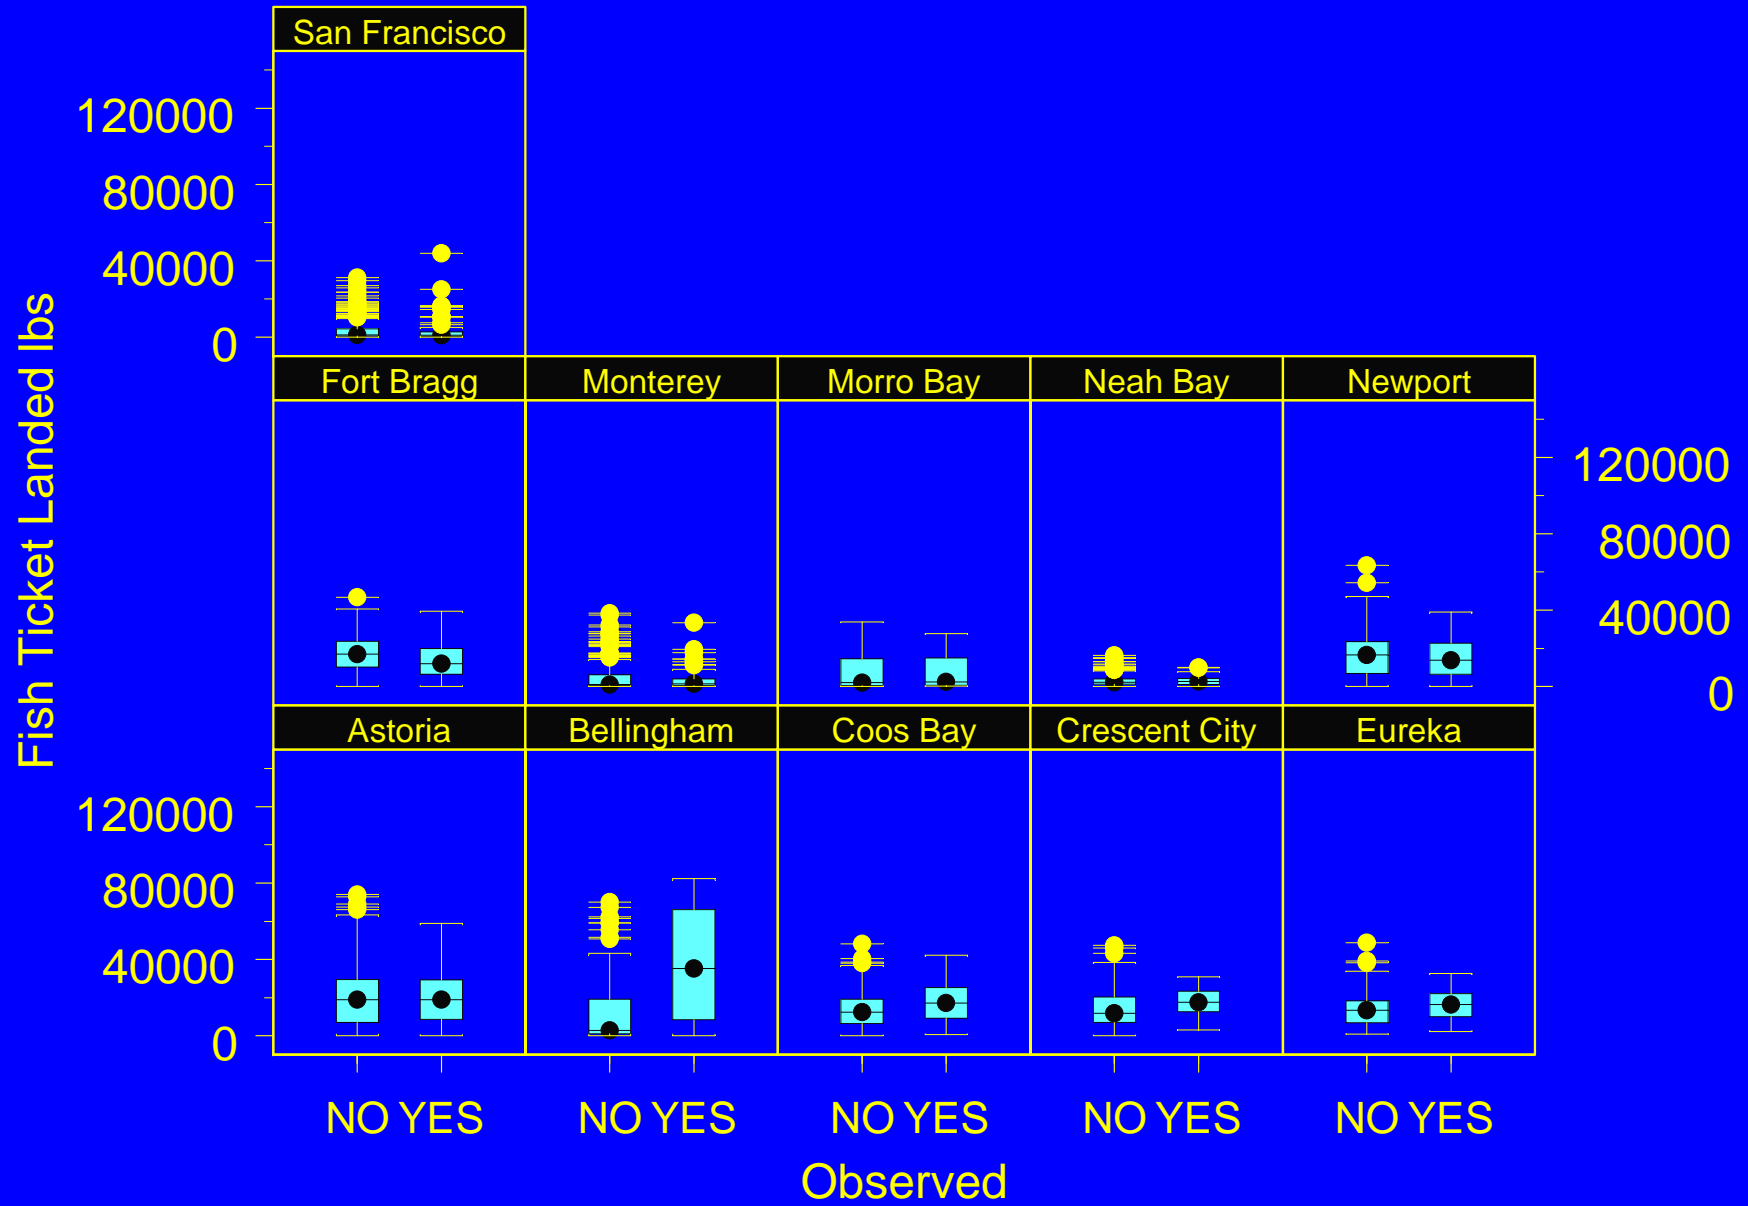 San Francisco
120000
80000
40000
0
Fish Ticket Landed lbs
Fort Bragg Monterey Morro Bay Neah Bay Newport
120000
80000
40000
0
Astoria Bellingham Coos Bay Crescent City Eureka
120000
80000
40000
0
NO YES NO YES NO YES NO YES NO YES
Observed